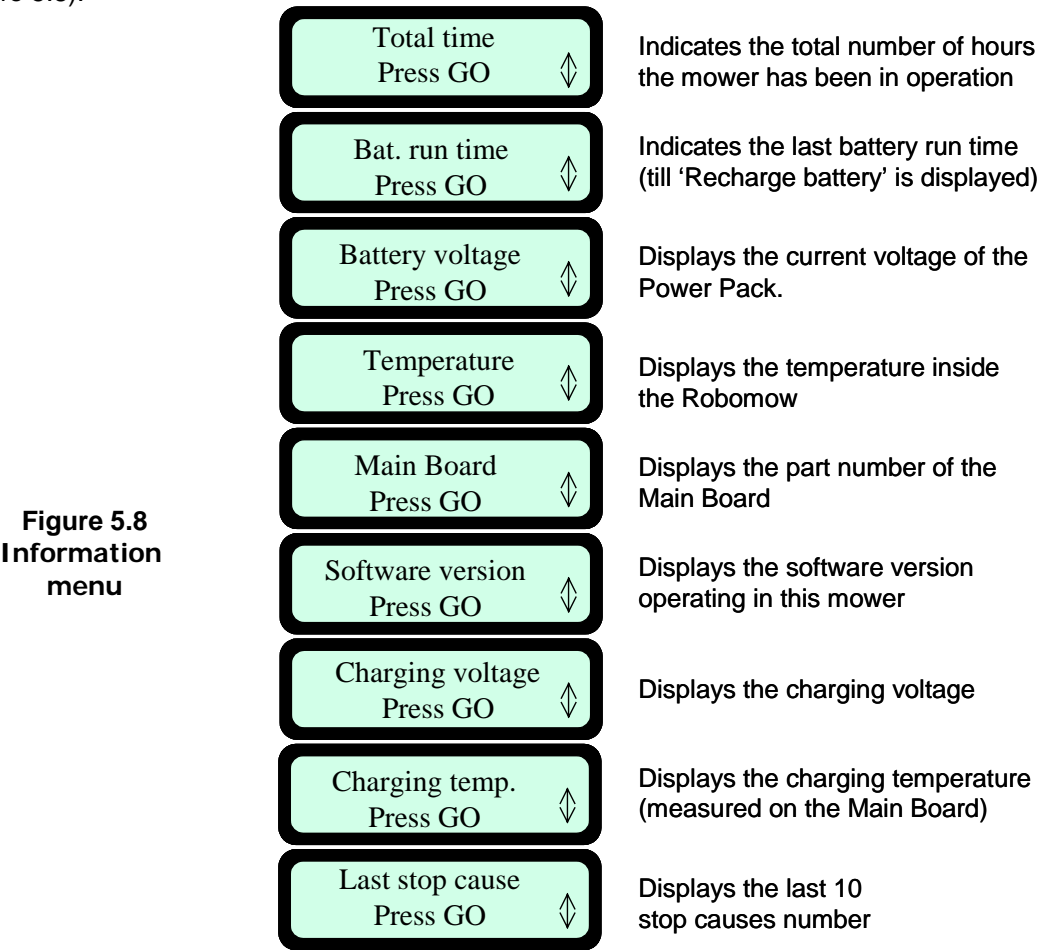 Total time
Press GO
Indicates the total number of hours
the mower has been in operation
Bat. run time
Press GO
Indicates the last battery run time
(till ‘Recharge battery’ is displayed)
Battery voltage
Press GO
Displays the current voltage of the
Power Pack.
Temperature
Press GO
Displays the temperature inside
the Robomow
Main Board
Press GO
Displays the part number of the
Main Board
Figure 5.8
Information
menu
Software version
Press GO
Displays the software version
operating in this mower
Charging voltage
Press GO
Displays the charging voltage
Charging temp.
Press GO
Displays the charging temperature
(measured on the Main Board)
Last stop cause
Press GO
Displays the last 10
stop causes number